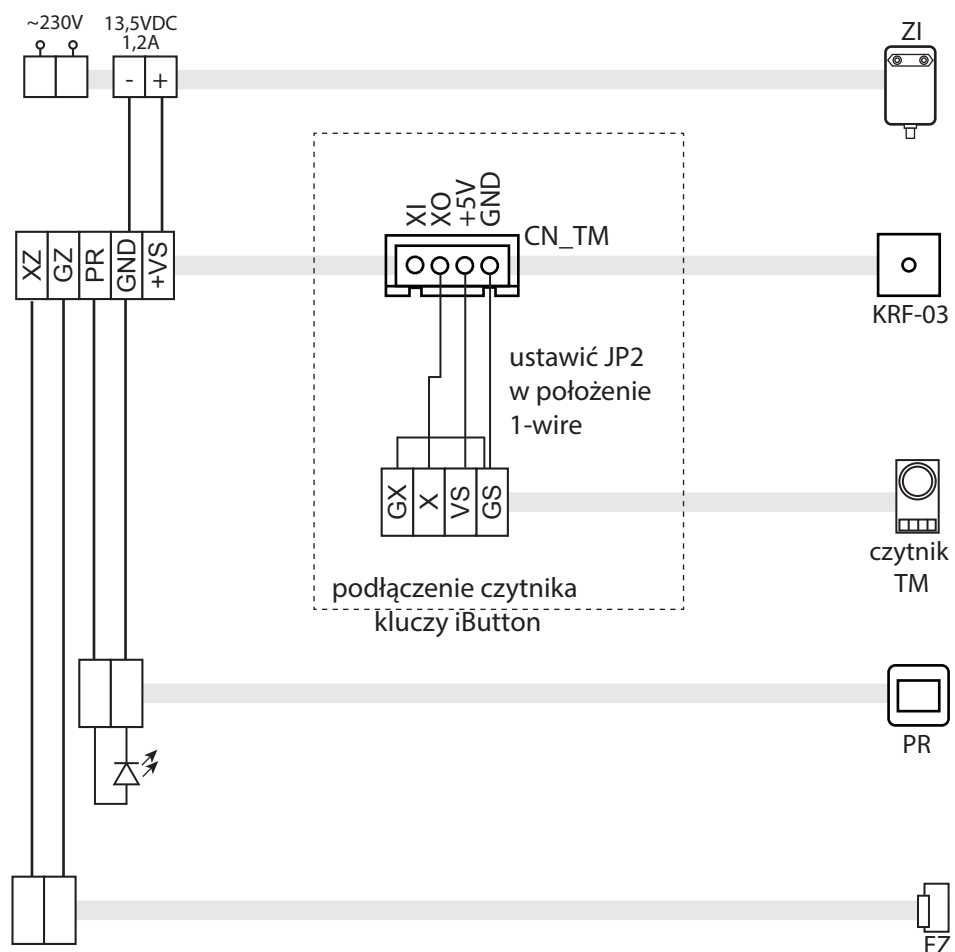 ~230V
13,5VDC
1,2A
ZI
- +
XI
XO
+5V
GND
CN_TM
XZ
GZ
PR
GND
+VS
KRF-03
ustawić JP2
w położenie
1-wire
GX
X
VS
GS
czytnik
TM
podłączenie czytnika
kluczy iButton
PR
EZ